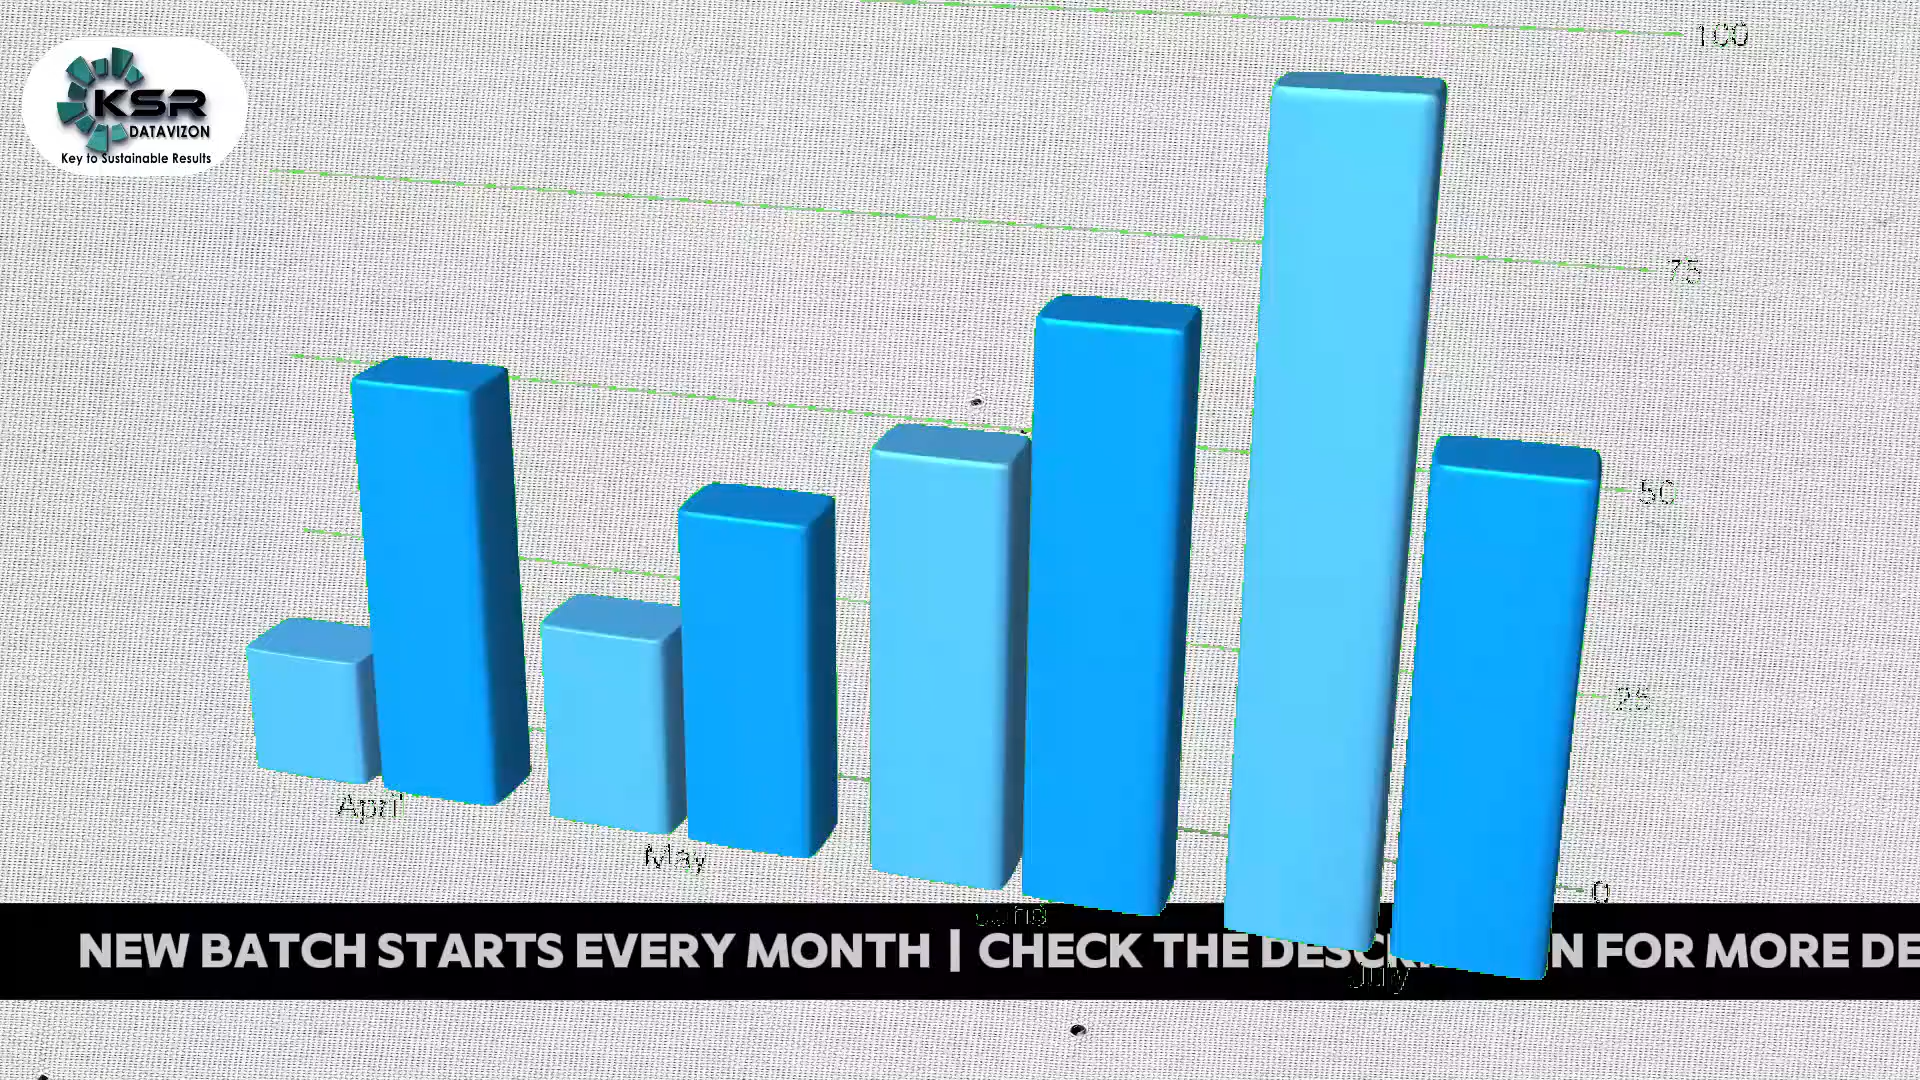 100
KSR
DATAVIZON
Key to Sustainable Results
75
50
25
0
April
May
June
July
NEW BATCH STARTS EVERY MONTH | CHECK THE N FOR MORE DE